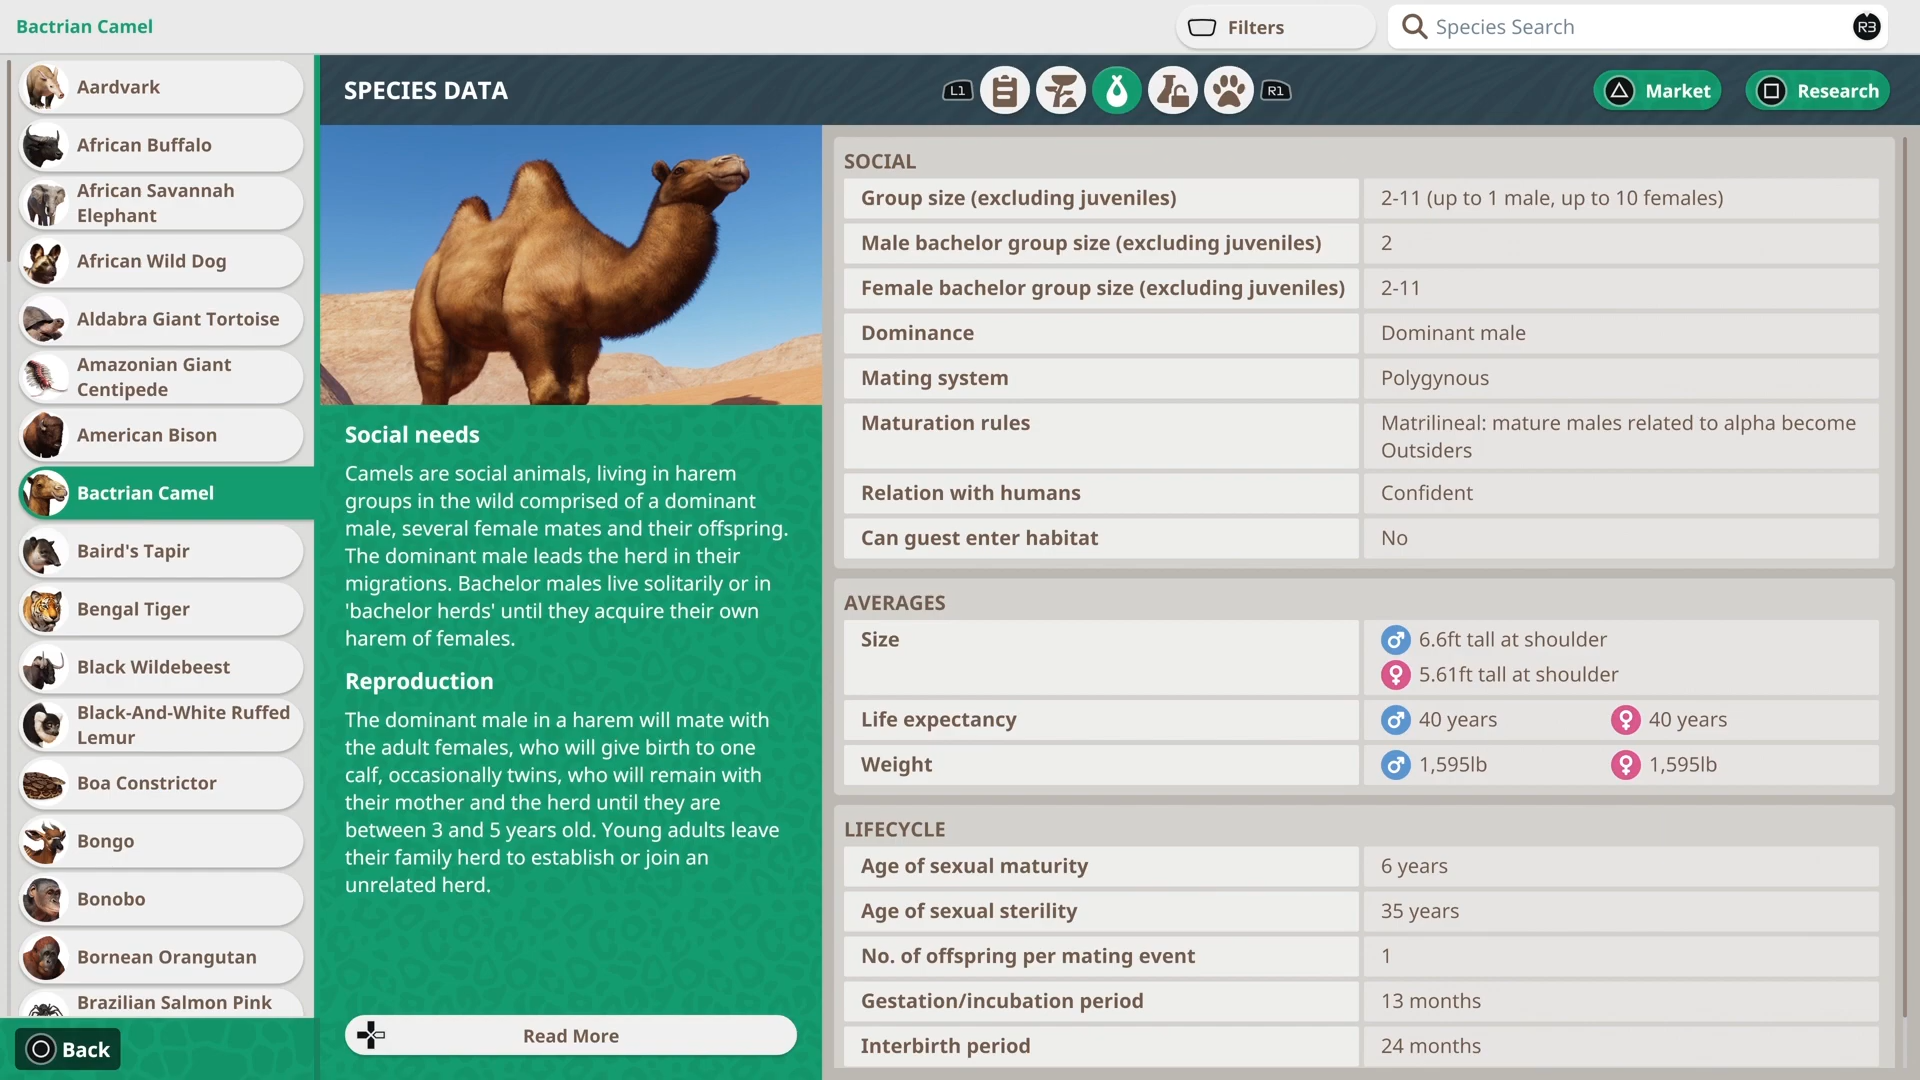 Bactrian Camel
Filters
Species Search
R3
Aardvark
African Buffalo
African Savannah
Elephant
African Wild Dog
Aldabra Giant Tortoise
Amazonian Giant
Centipede
American Bison
Bactrian Camel
Baird's Tapir
Bengal Tiger
Black Wildebeest
Black-And-White Ruffed
Lemur
Boa Constrictor
Bongo
Bonobo
Bornean Orangutan
Brazilian Salmon Pink
Back
SPECIES DATA
L1
R1
Market
Research
Social needs
Camels are social animals, living in harem
groups in the wild comprised of a dominant
male, several female mates and their offspring.
The dominant male leads the herd in their
migrations. Bachelor males live solitarily or in
'bachelor herds' until they acquire their own
harem of females.
Reproduction
The dominant male in a harem will mate with
the adult females, who will give birth to one
calf, occasionally twins, who will remain with
their mother and the herd until they are
between 3 and 5 years old. Young adults leave
their family herd to establish or join an
unrelated herd.
Read More
SOCIAL
Group size (excluding juveniles) 2-11 (up to 1 male, up to 10 females)
Male bachelor group size (excluding juveniles) 2
Female bachelor group size (excluding juveniles) 2-11
Dominance Dominant male
Mating system Polygynous
Maturation rules Matrilineal: mature males related to alpha become
Outsiders
Relation with humans Confident
Can guest enter habitat No
AVERAGES
Size ♂ 6.6ft tall at shoulder
♀ 5.61ft tall at shoulder
Life expectancy ♂ 40 years ♀ 40 years
Weight ♂ 1,595lb ♀ 1,595lb
LIFECYCLE
Age of sexual maturity 6 years
Age of sexual sterility 35 years
No. of offspring per mating event 1
Gestation/incubation period 13 months
Interbirth period 24 months